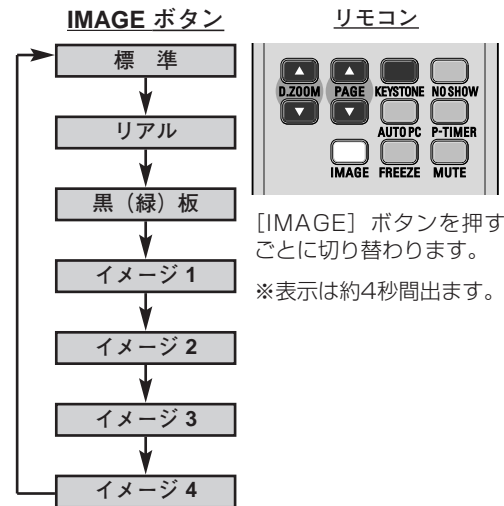 IMAGE ボタン
標 準
リアル
黒（緑）板
イメージ 1
イメージ 2
イメージ 3
イメージ 4
リモコン
D.ZOOM PAGE KEYSTONE NO SHOW
AUTO PC P-TIMER
IMAGE FREEZE MUTE
［IMAGE］ボタンを押す
ごとに切り替わります。
※表示は約4秒間出ます。